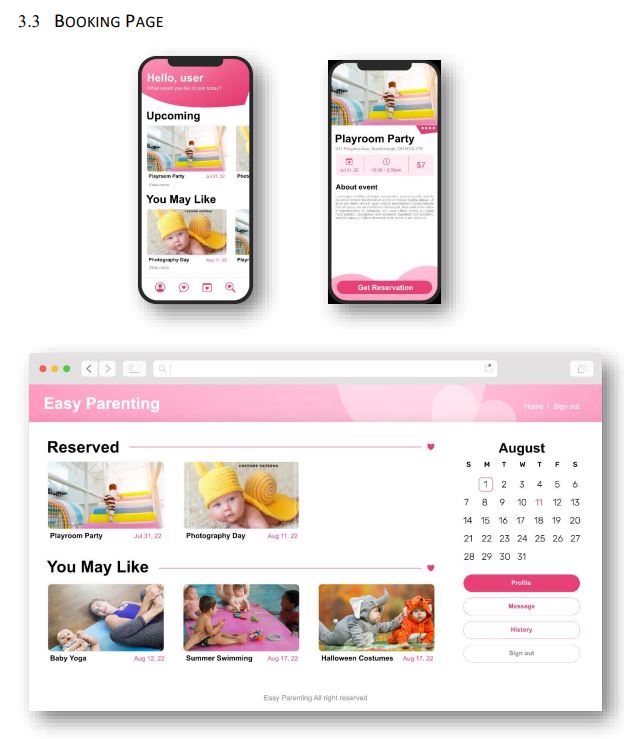 3.3 BOOKING PAGE
Hello, user
What would you like to join today?
Upcoming
Playroom Party Jul 31, 22
View more
You May Like
COSTUME PATTERNS
Photography Day Aug 11, 22
View more
Playroom Party
Jul 31, 22
10:30 ~ 2:30pm
$7
About event
Get Reservation
Easy Parenting
Home | Sign out
Reserved
COSTUME PATTERNS
Playroom Party Jul 31, 22
Photography Day Aug 11, 22
You May Like
Baby Yoga Aug 12, 22
Summer Swimming Aug 17, 22
Halloween Costumes Aug 17, 22
August
S M T W T F S
1 2 3 4 5 6
7 8 9 10 11 12 13
14 15 16 17 18 19 20
21 22 23 24 25 26 27
28 29 30 31
Profile
Message
History
Sign out
Easy Parenting All right reserved